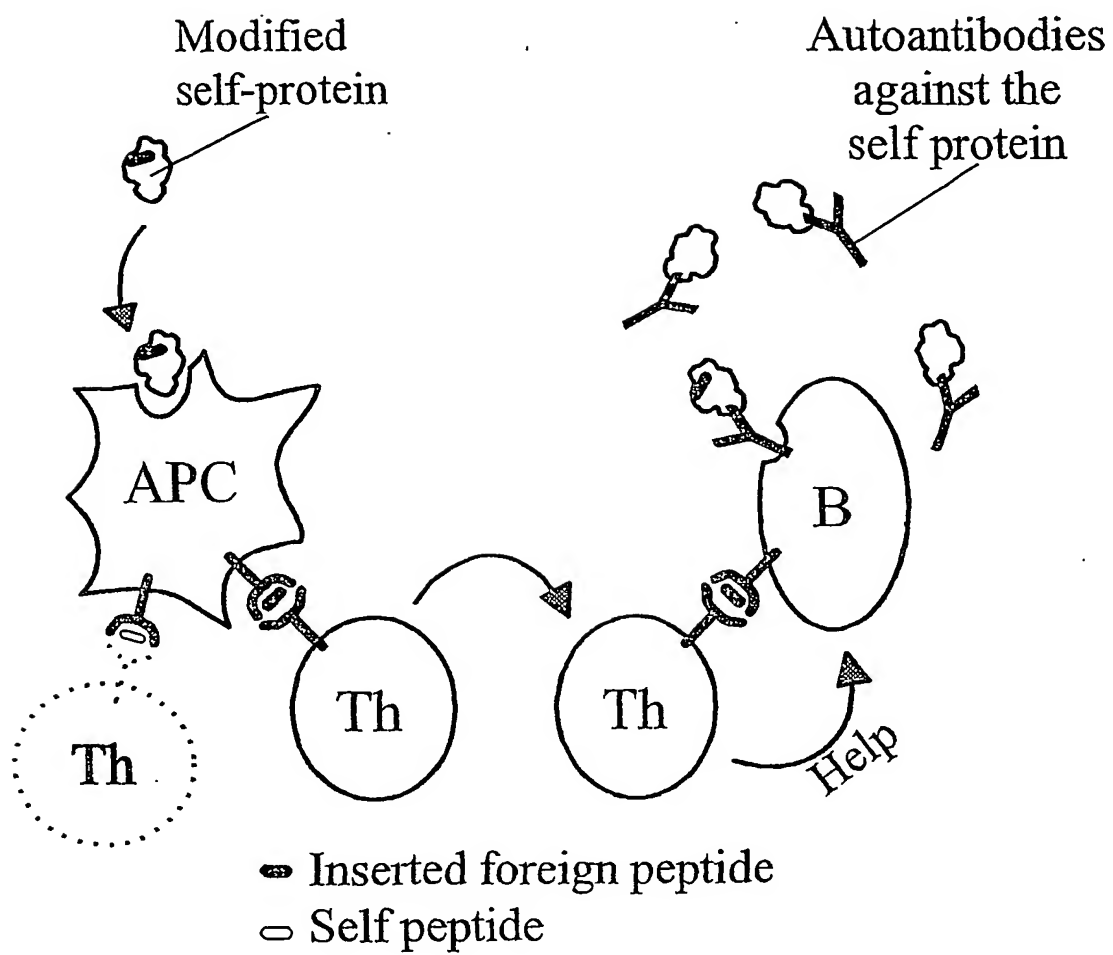 Modified
self-protein
Autoantibodies
against the
self protein
APC
B
Th
Th
Th
Help
Inserted foreign peptide
Self peptide